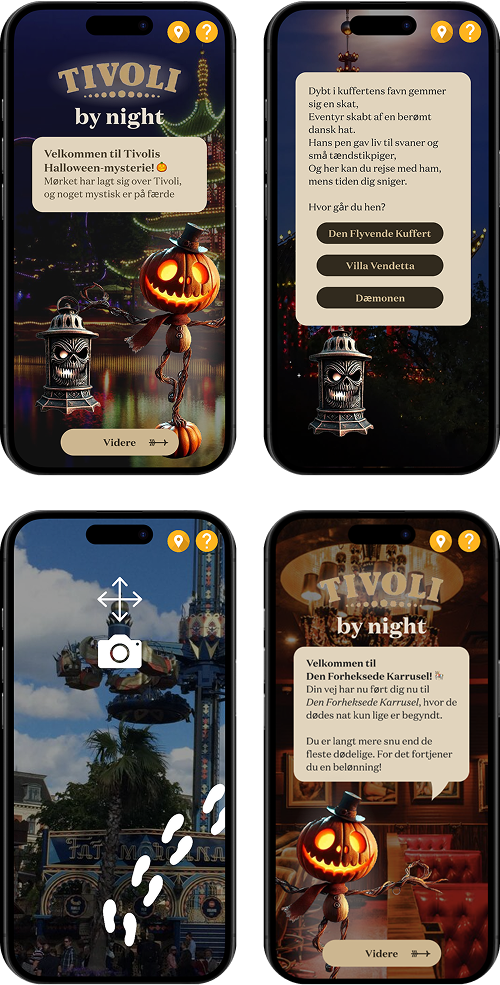 TIVOLI
by night
Velkommen til Tivolis
Halloween-mysterie! 🎃
Mørket har lagt sig over Tivoli,
og noget mystisk er på færde
Videre
Dybt i kuffertens favn gemmer
sig en skat,
Eventyr skabt af en berømt
dansk hat.
Hans pen gav liv til svaner og
små tændstikpiger,
Og her kan du rejse med ham,
mens tiden dig sniger.
Hvor går du hen?
Den Flyvende Kuffert
Villa Vendetta
Dæmonen
FATAMORGANA
TIVOLI
by night
Velkommen til
Den Forheksede Karrusel! 🎠
Din vej har nu ført dig nu til
Den Forheksede Karrusel, hvor de
dødes nat kun lige er begyndt.
Du er langt mere snu end de
fleste dødelige. For det fortjener
du en belønning!
Videre